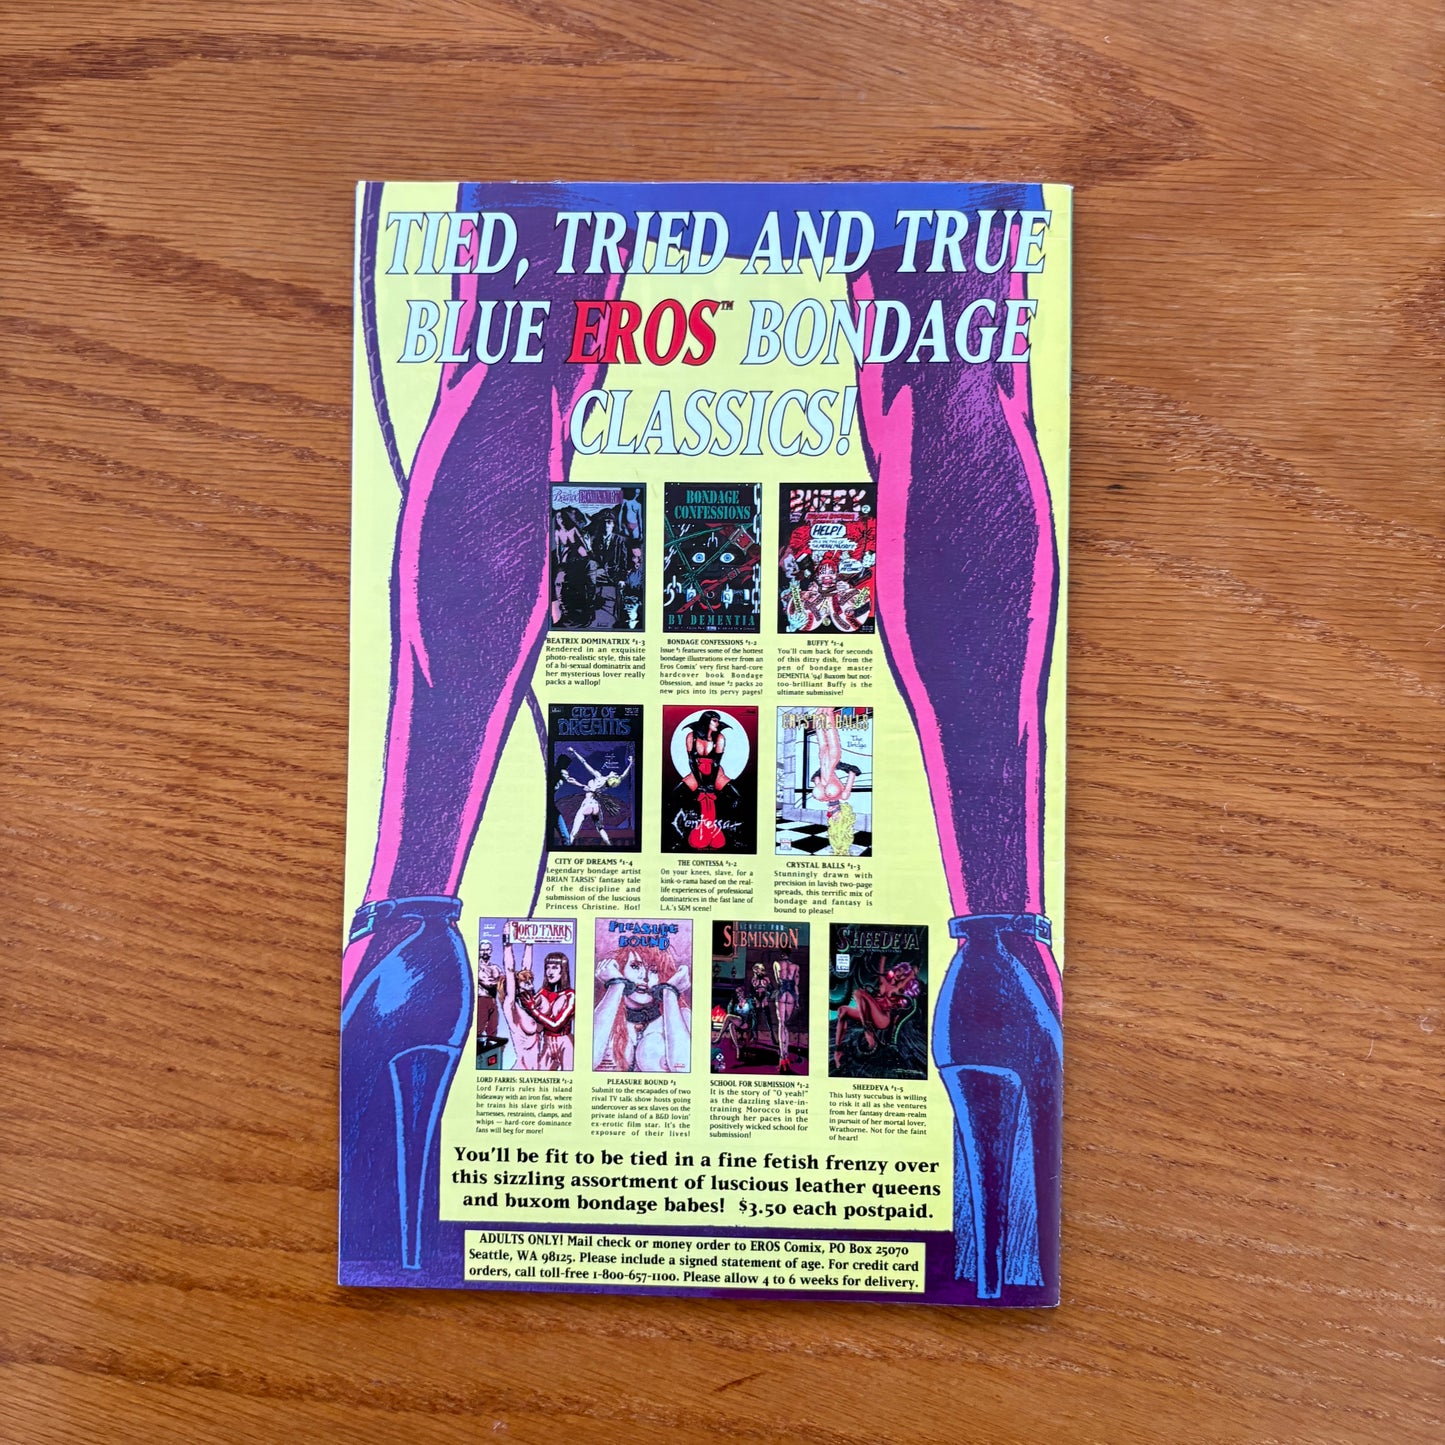 TIED, TRIED AND TRUE
BLUE EROS™ BONDAGE
CLASSICS!
BONDAGE
CONFESSIONS
BY DEMENTIA
BUFFY
HELP!
BEATRIX DOMINATRIX #1-3
Rendered in an exquisite
photo-realistic style, this tale
of a bi-sexual dominatrix and
her mysterious lover really
packs a wallop!
BONDAGE CONFESSIONS #1-2
Issue #1 features some of the hottest
bondage illustrations ever from an
Eros Comix' very first hard-core
hardcover book Bondage
Obsession, and issue #2 packs 20
new pics into its pervy pages!
BUFFY #1-4
You'll cum back for seconds
of this ditzy dish, from the
pen of bondage master
DEMENTIA '94! Buxom but not-
too-brilliant Buffy is the
ultimate submissive!
CITY OF
DREAMS
The
Contessa
CRYSTAL BALLS
The
Bridge
CITY OF DREAMS #1-4
Legendary bondage artist
BRIAN TARSIS' fantasy tale
of the discipline and
submission of the luscious
Princess Christine. Hot!
THE CONTESSA #1-2
On your knees, slave, for a
kink-o-rama based on the real-
life experiences of professional
dominatrices in the fast lane of
L.A.'s S&M scene!
CRYSTAL BALLS #1-3
Stunningly drawn with
precision in lavish two-page
spreads, this terrific mix of
bondage and fantasy is
bound to please!
LORD FARRIS
PLEASURE
BOUND
SCHOOL FOR
SUBMISSION
SHEEDEVA
LORD FARRIS: SLAVEMASTER #1-2
Lord Farris rules his island
hideaway with an iron fist, where
he trains his slave girls with
harnesses, restraints, clamps, and
whips — hard-core dominance
fans will beg for more!
PLEASURE BOUND #1
Submit to the escapades of two
rival TV talk show hosts going
undercover as sex slaves on the
private island of a B&D lovin'
ex-erotic film star. It's the
exposure of their lives!
SCHOOL FOR SUBMISSION #1-2
It is the story of "O yeah!"
as the dazzling slave-in-
training Morocco is put
through her paces in the
positively wicked school for
submission!
SHEEDEVA #1-5
This lusty succubus is willing
to risk it all as she ventures
from her fantasy dream-realm
in pursuit of her mortal lover,
Wrathorne. Not for the faint
of heart!
You'll be fit to be tied in a fine fetish frenzy over
this sizzling assortment of luscious leather queens
and buxom bondage babes! $3.50 each postpaid.
ADULTS ONLY! Mail check or money order to EROS Comix, PO Box 25070
Seattle, WA 98125. Please include a signed statement of age. For credit card
orders, call toll-free 1-800-657-1100. Please allow 4 to 6 weeks for delivery.